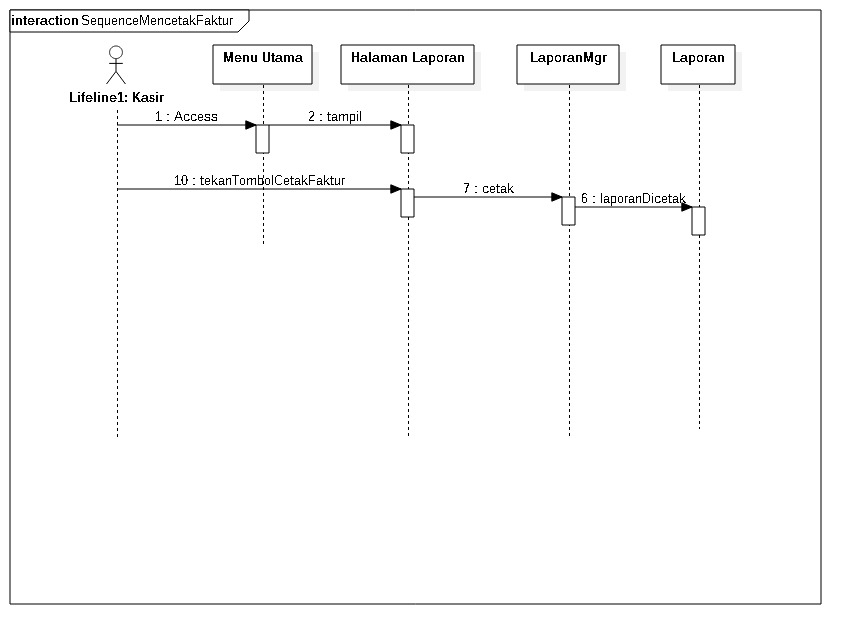 interaction SequenceMencetakFaktur
Menu Utama
Halaman Laporan
LaporanMgr
Laporan
Lifeline1: Kasir
1 : Access
2 : tampil
10 : tekanTombolCetakFaktur
7 : cetak
6 : laporanDicetak